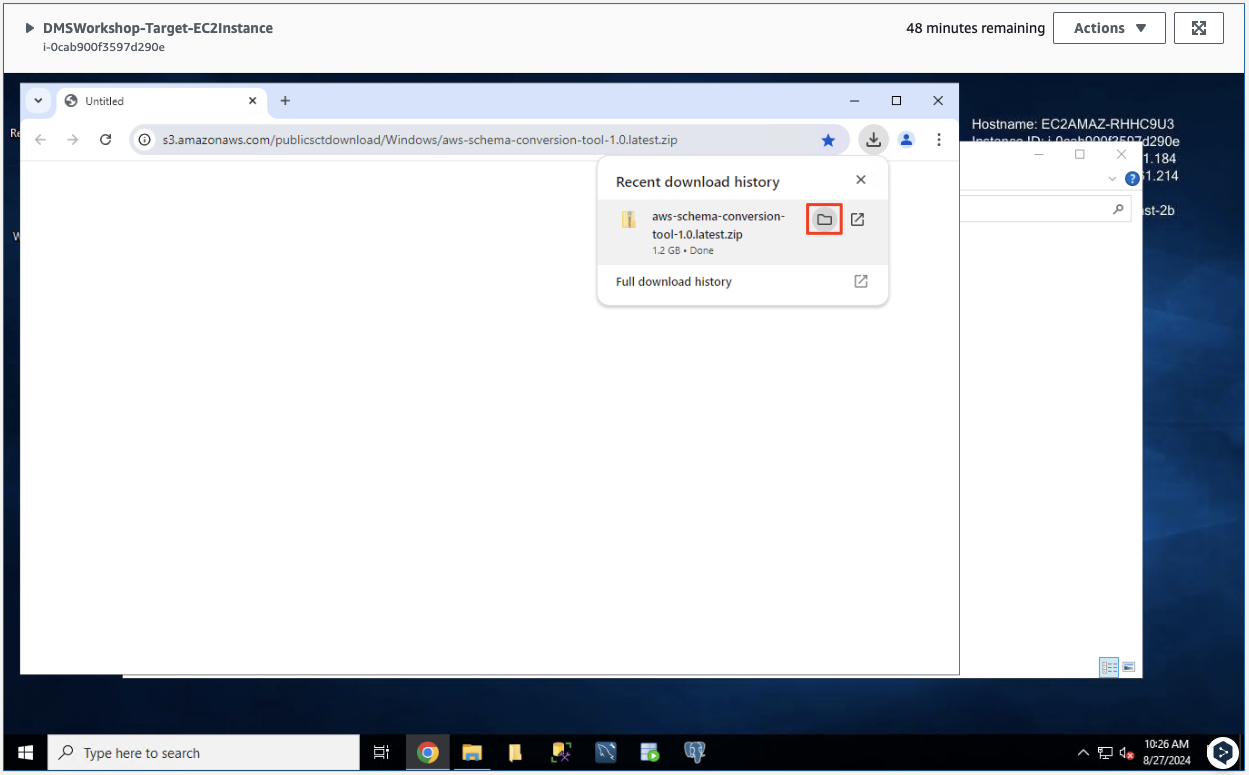 DMSWorkshop-Target-EC2Instance
i-0cab900f3597d290e
48 minutes remaining
Actions
Untitled
s3.amazonaws.com/publicsctdownload/Windows/aws-schema-conversion-tool-1.0.latest.zip
Hostname: EC2AMAZ-RHHC9U3
Instance ID: i-0cab900f3597d290e
1.184
1.214
st-2b
Re
W
Recent download history
aws-schema-conversion-
tool-1.0.latest.zip
1.2 GB • Done
Full download history
Type here to search
10:26 AM
8/27/2024